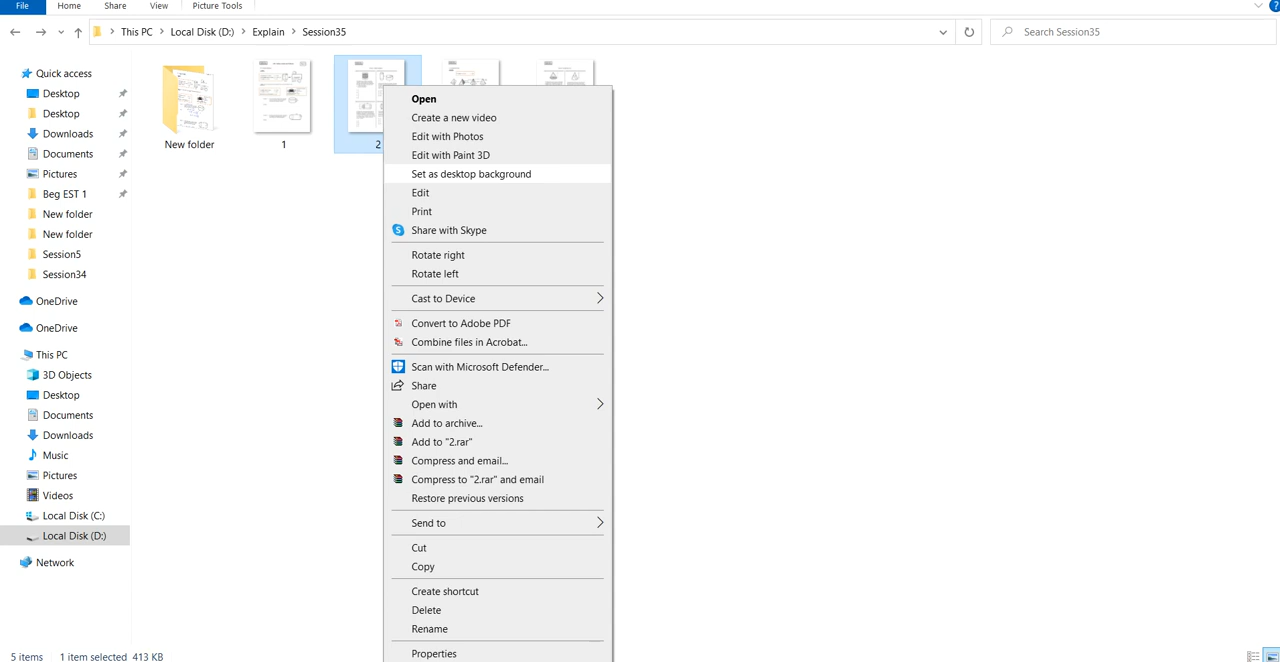 File Home Share View Picture Tools
This PC Local Disk (D:) Explain Session35
Search Session35
Quick access
Desktop
Desktop
Downloads
Documents
Pictures
Beg EST 1
New folder
New folder
Session5
Session34
OneDrive
OneDrive
This PC
3D Objects
Desktop
Documents
Downloads
Music
Pictures
Videos
Local Disk (C:)
Local Disk (D:)
Network
New folder
1
2
Open
Create a new video
Edit with Photos
Edit with Paint 3D
Set as desktop background
Edit
Print
Share with Skype
Rotate right
Rotate left
Cast to Device
Convert to Adobe PDF
Combine files in Acrobat...
Scan with Microsoft Defender...
Share
Open with
Add to archive...
Add to "2.rar"
Compress and email...
Compress to "2.rar" and email
Restore previous versions
Send to
Cut
Copy
Create shortcut
Delete
Rename
Properties
5 items 1 item selected 413 KB